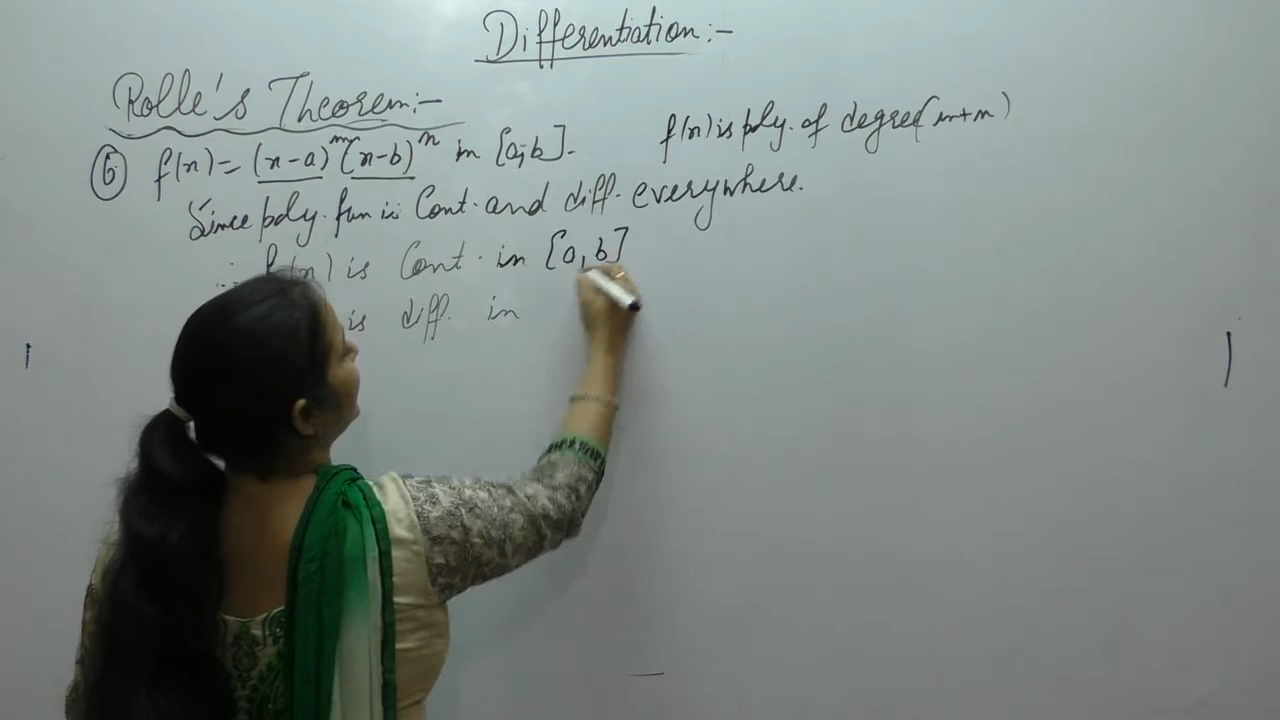 Differentiation:-
Rolle's Theorem:-
⑥ f(x) = (x-a)^m (x-b)^n in [a,b].
f(x) is poly. of degree (m+n)
Since poly. fun is Cont. and diff. everywhere.
∴ f(x) is Cont. in [a,b]
is diff. in